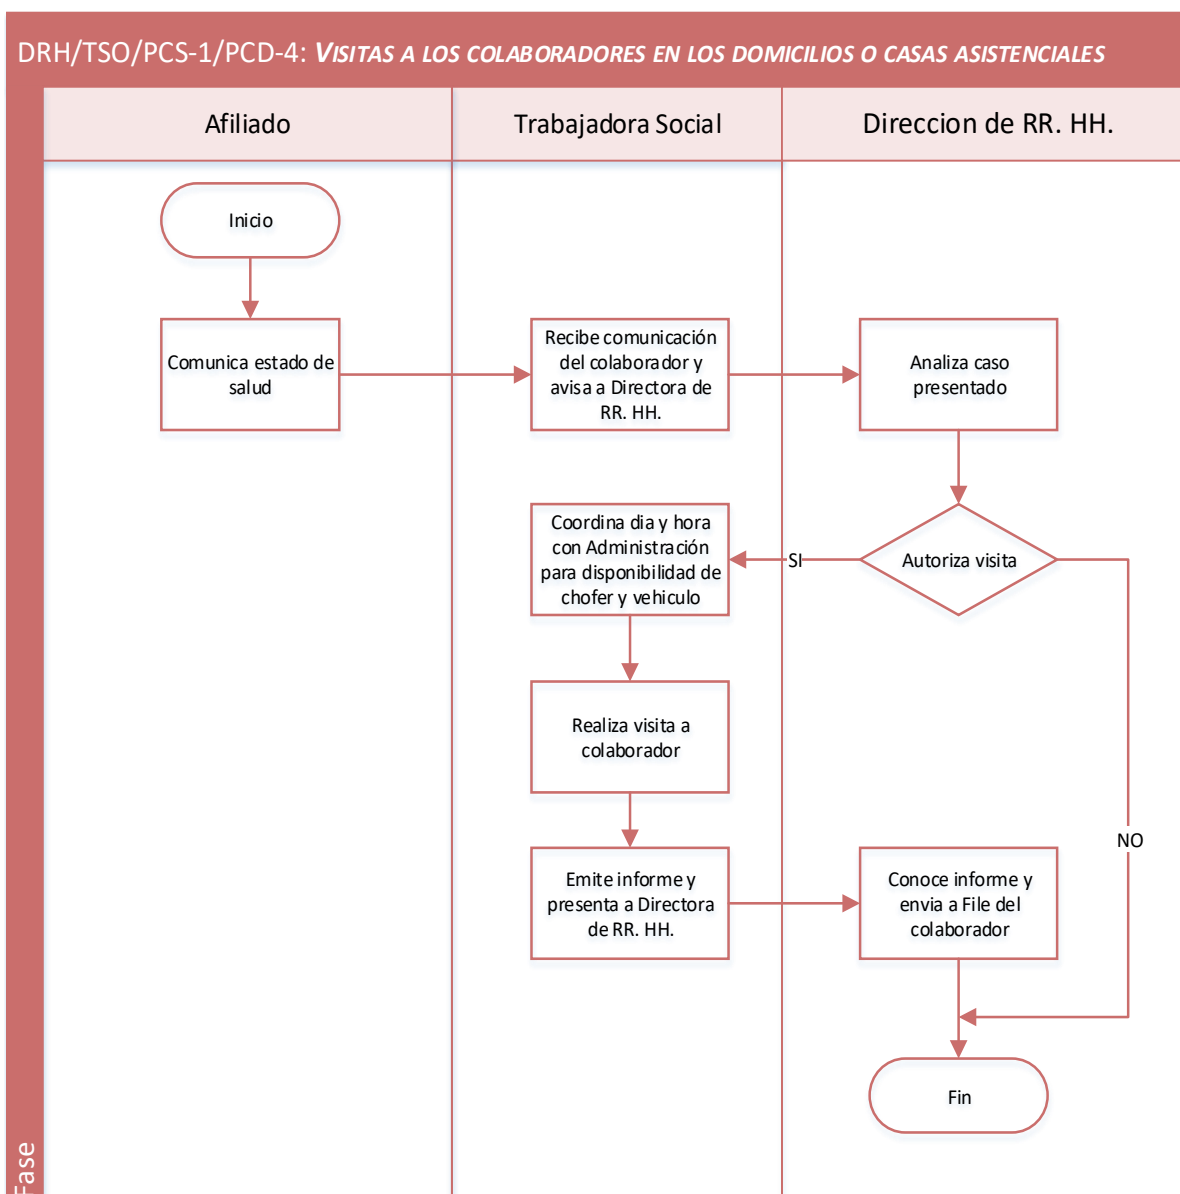 DRH/TSO/PCS-1/PCD-4: VISITAS A LOS COLABORADORES EN LOS DOMICILIOS O CASAS ASISTENCIALES
Afiliado
Trabajadora Social
Direccion de RR. HH.
Inicio
Comunica estado de
salud
Recibe comunicación
del colaborador y
avisa a Directora de
RR. HH.
Analiza caso
presentado
Autoriza visita
SI
Coordina dia y hora
con Administración
para disponibilidad de
chofer y vehiculo
Realiza visita a
colaborador
NO
Emite informe y
presenta a Directora
de RR. HH.
Conoce informe y
envia a File del
colaborador
Fin
Fase